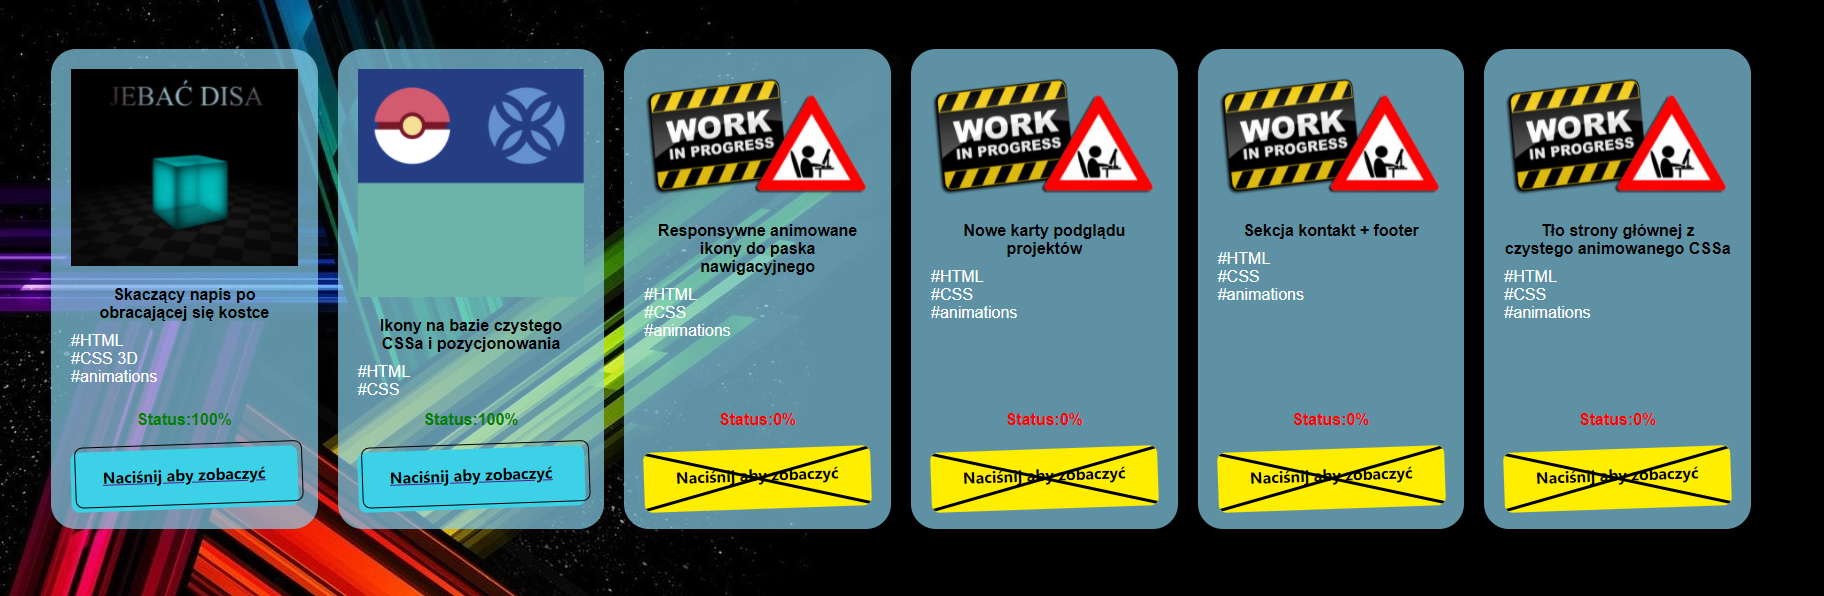 JEBAĆ DISA
Skaczący napis po
obracającej się kostce
#HTML
#CSS 3D
#animations
Status:100%
Naciśnij aby zobaczyć
Ikony na bazie czystego
CSSa i pozycjonowania
#HTML
#CSS
Status:100%
Naciśnij aby zobaczyć
WORK
IN PROGRESS
Responsywne animowane
ikony do paska
nawigacyjnego
#HTML
#CSS
#animations
Status:0%
Naciśnij aby zobaczyć
WORK
IN PROGRESS
Nowe karty podglądu
projektów
#HTML
#CSS
#animations
Status:0%
Naciśnij aby zobaczyć
WORK
IN PROGRESS
Sekcja kontakt + footer
#HTML
#CSS
#animations
Status:0%
Naciśnij aby zobaczyć
WORK
IN PROGRESS
Tło strony głównej z
czystego animowanego CSSa
#HTML
#CSS
#animations
Status:0%
Naciśnij aby zobaczyć